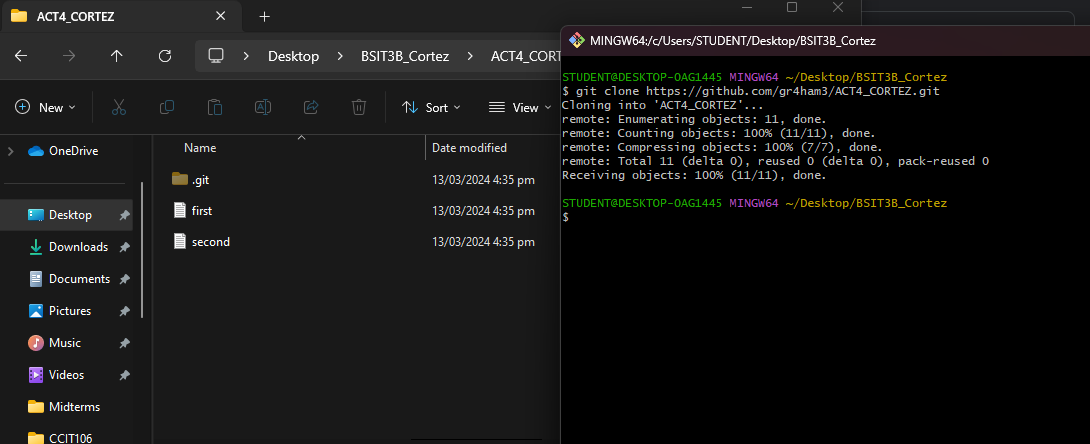 ACT4_CORTEZ
Desktop > BSIT3B_Cortez > ACT4_CORT
New
Sort
View
Name Date modified
OneDrive
.git 13/03/2024 4:35 pm
first 13/03/2024 4:35 pm
second 13/03/2024 4:35 pm
Desktop
Downloads
Documents
Pictures
Music
Videos
Midterms
CCIT106
MINGW64:/c/Users/STUDENT/Desktop/BSIT3B_Cortez
STUDENT@DESKTOP-OAG1445 MINGW64 ~/Desktop/BSIT3B_Cortez
$ git clone https://github.com/gr4ham3/ACT4_CORTEZ.git
Cloning into 'ACT4_CORTEZ'...
remote: Enumerating objects: 11, done.
remote: Counting objects: 100% (11/11), done.
remote: Compressing objects: 100% (7/7), done.
remote: Total 11 (delta 0), reused 0 (delta 0), pack-reused 0
Receiving objects: 100% (11/11), done.
STUDENT@DESKTOP-OAG1445 MINGW64 ~/Desktop/BSIT3B_Cortez
$